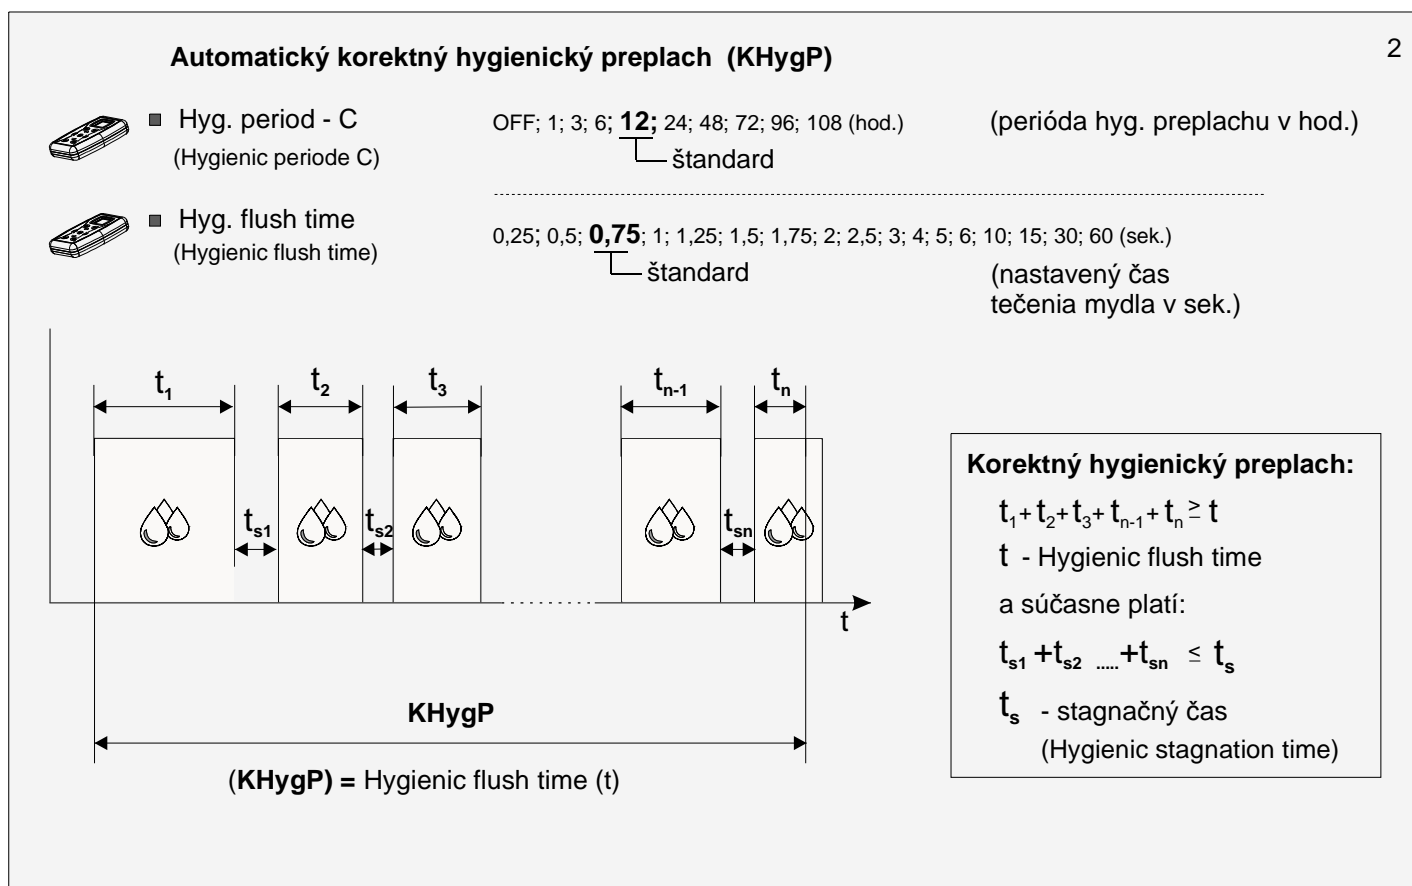 2
Automatický korektný hygienický preplach (KHygP)
Hyg. period - C OFF; 1; 3; 6; 12; 24; 48; 72; 96; 108 (hod.) (perióda hyg. preplachu v hod.)
(Hygienic periode C) štandard
Hyg. flush time
(Hygienic flush time) 0,25; 0,5; 0,75; 1; 1,25; 1,5; 1,75; 2; 2,5; 3; 4; 5; 6; 10; 15; 30; 60 (sek.)
štandard (nastavený čas
tečenia mydla v sek.)
t1 t2 t3 tn-1 tn
ts1 ts2 tsn
t
KHygP
(KHygP) = Hygienic flush time (t)
Korektný hygienický preplach:
t1+ t2+ t3+ tn-1+ tn ≥ t
t - Hygienic flush time
a súčasne platí:
ts1 +ts2 ..... +tsn ≤ ts
ts - stagnačný čas
(Hygienic stagnation time)